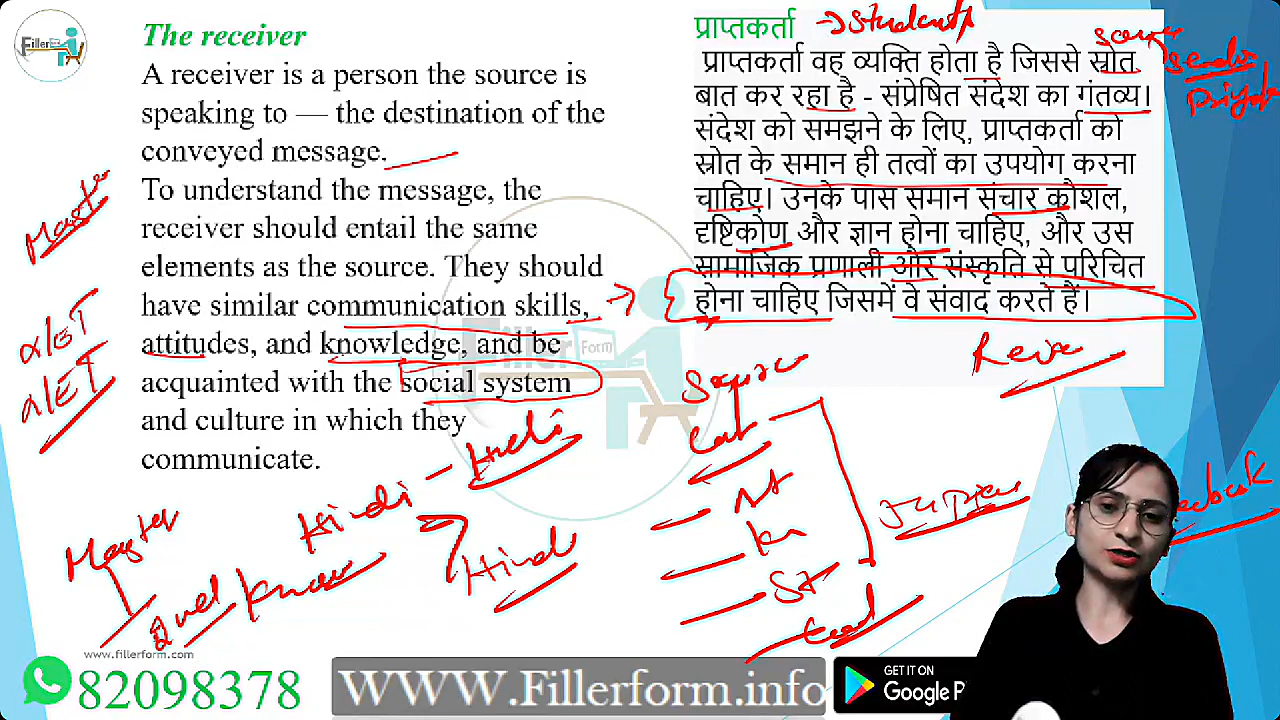 The receiver
A receiver is a person the source is
speaking to — the destination of the
conveyed message.
To understand the message, the
receiver should entail the same
elements as the source. They should
have similar communication skills,
attitudes, and knowledge, and be
acquainted with the social system
and culture in which they
communicate.
प्राप्तकर्ता
प्राप्तकर्ता वह व्यक्ति होता है जिससे स्रोत
बात कर रहा है - संप्रेषित संदेश का गंतव्य।
संदेश को समझने के लिए, प्राप्तकर्ता को
स्रोत के समान ही तत्वों का उपयोग करना
चाहिए। उनके पास समान संचार कौशल,
दृष्टिकोण और ज्ञान होना चाहिए, और उस
सामाजिक प्रणाली और संस्कृति से परिचित
होना चाहिए जिसमें वे संवाद करते हैं।
Student
Master
Hindi - Hindi
Hindi
Master
Filler Form
www.fillerform.com
82098378
WWW.Fillerform.info
GET IT ON
Google P